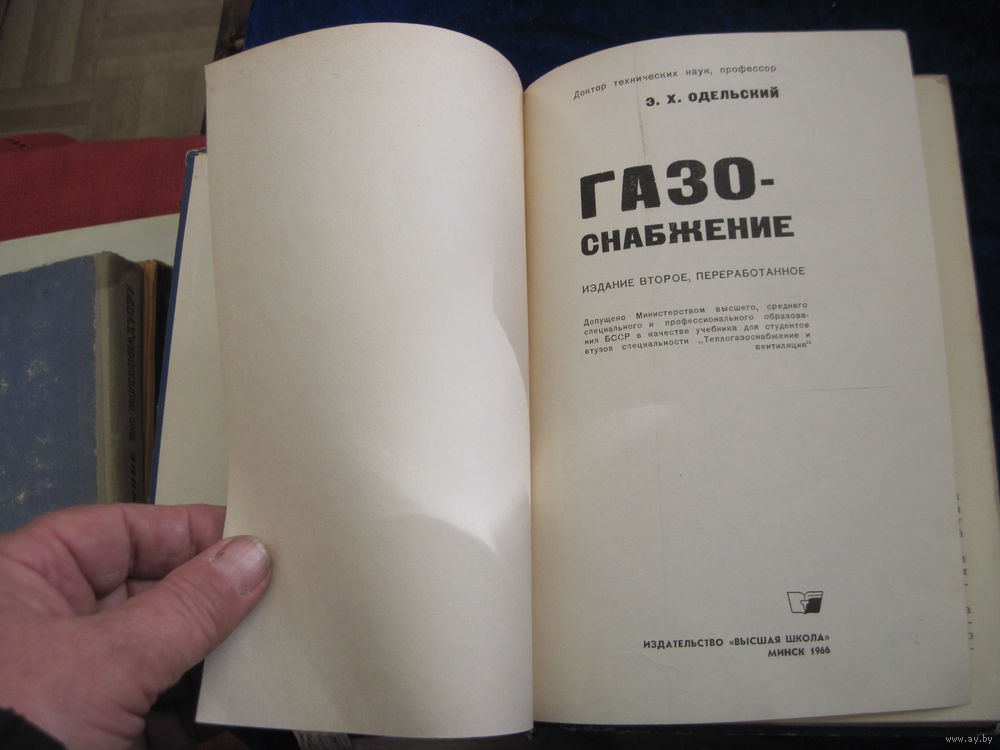 Доктор технических наук, профессор
Э. Х. ОДЕЛЬСКИЙ
ГАЗО-
СНАБЖЕНИЕ
ИЗДАНИЕ ВТОРОЕ, ПЕРЕРАБОТАННОЕ
Допущено Министерством высшего, среднего
специального и профессионального образова-
ния БССР в качестве учебника для студентов
втузов специальности „Теплогазоснабжение и
вентиляция"
ИЗДАТЕЛЬСТВО «ВЫСШАЯ ШКОЛА»
МИНСК 1966
www.ay.by